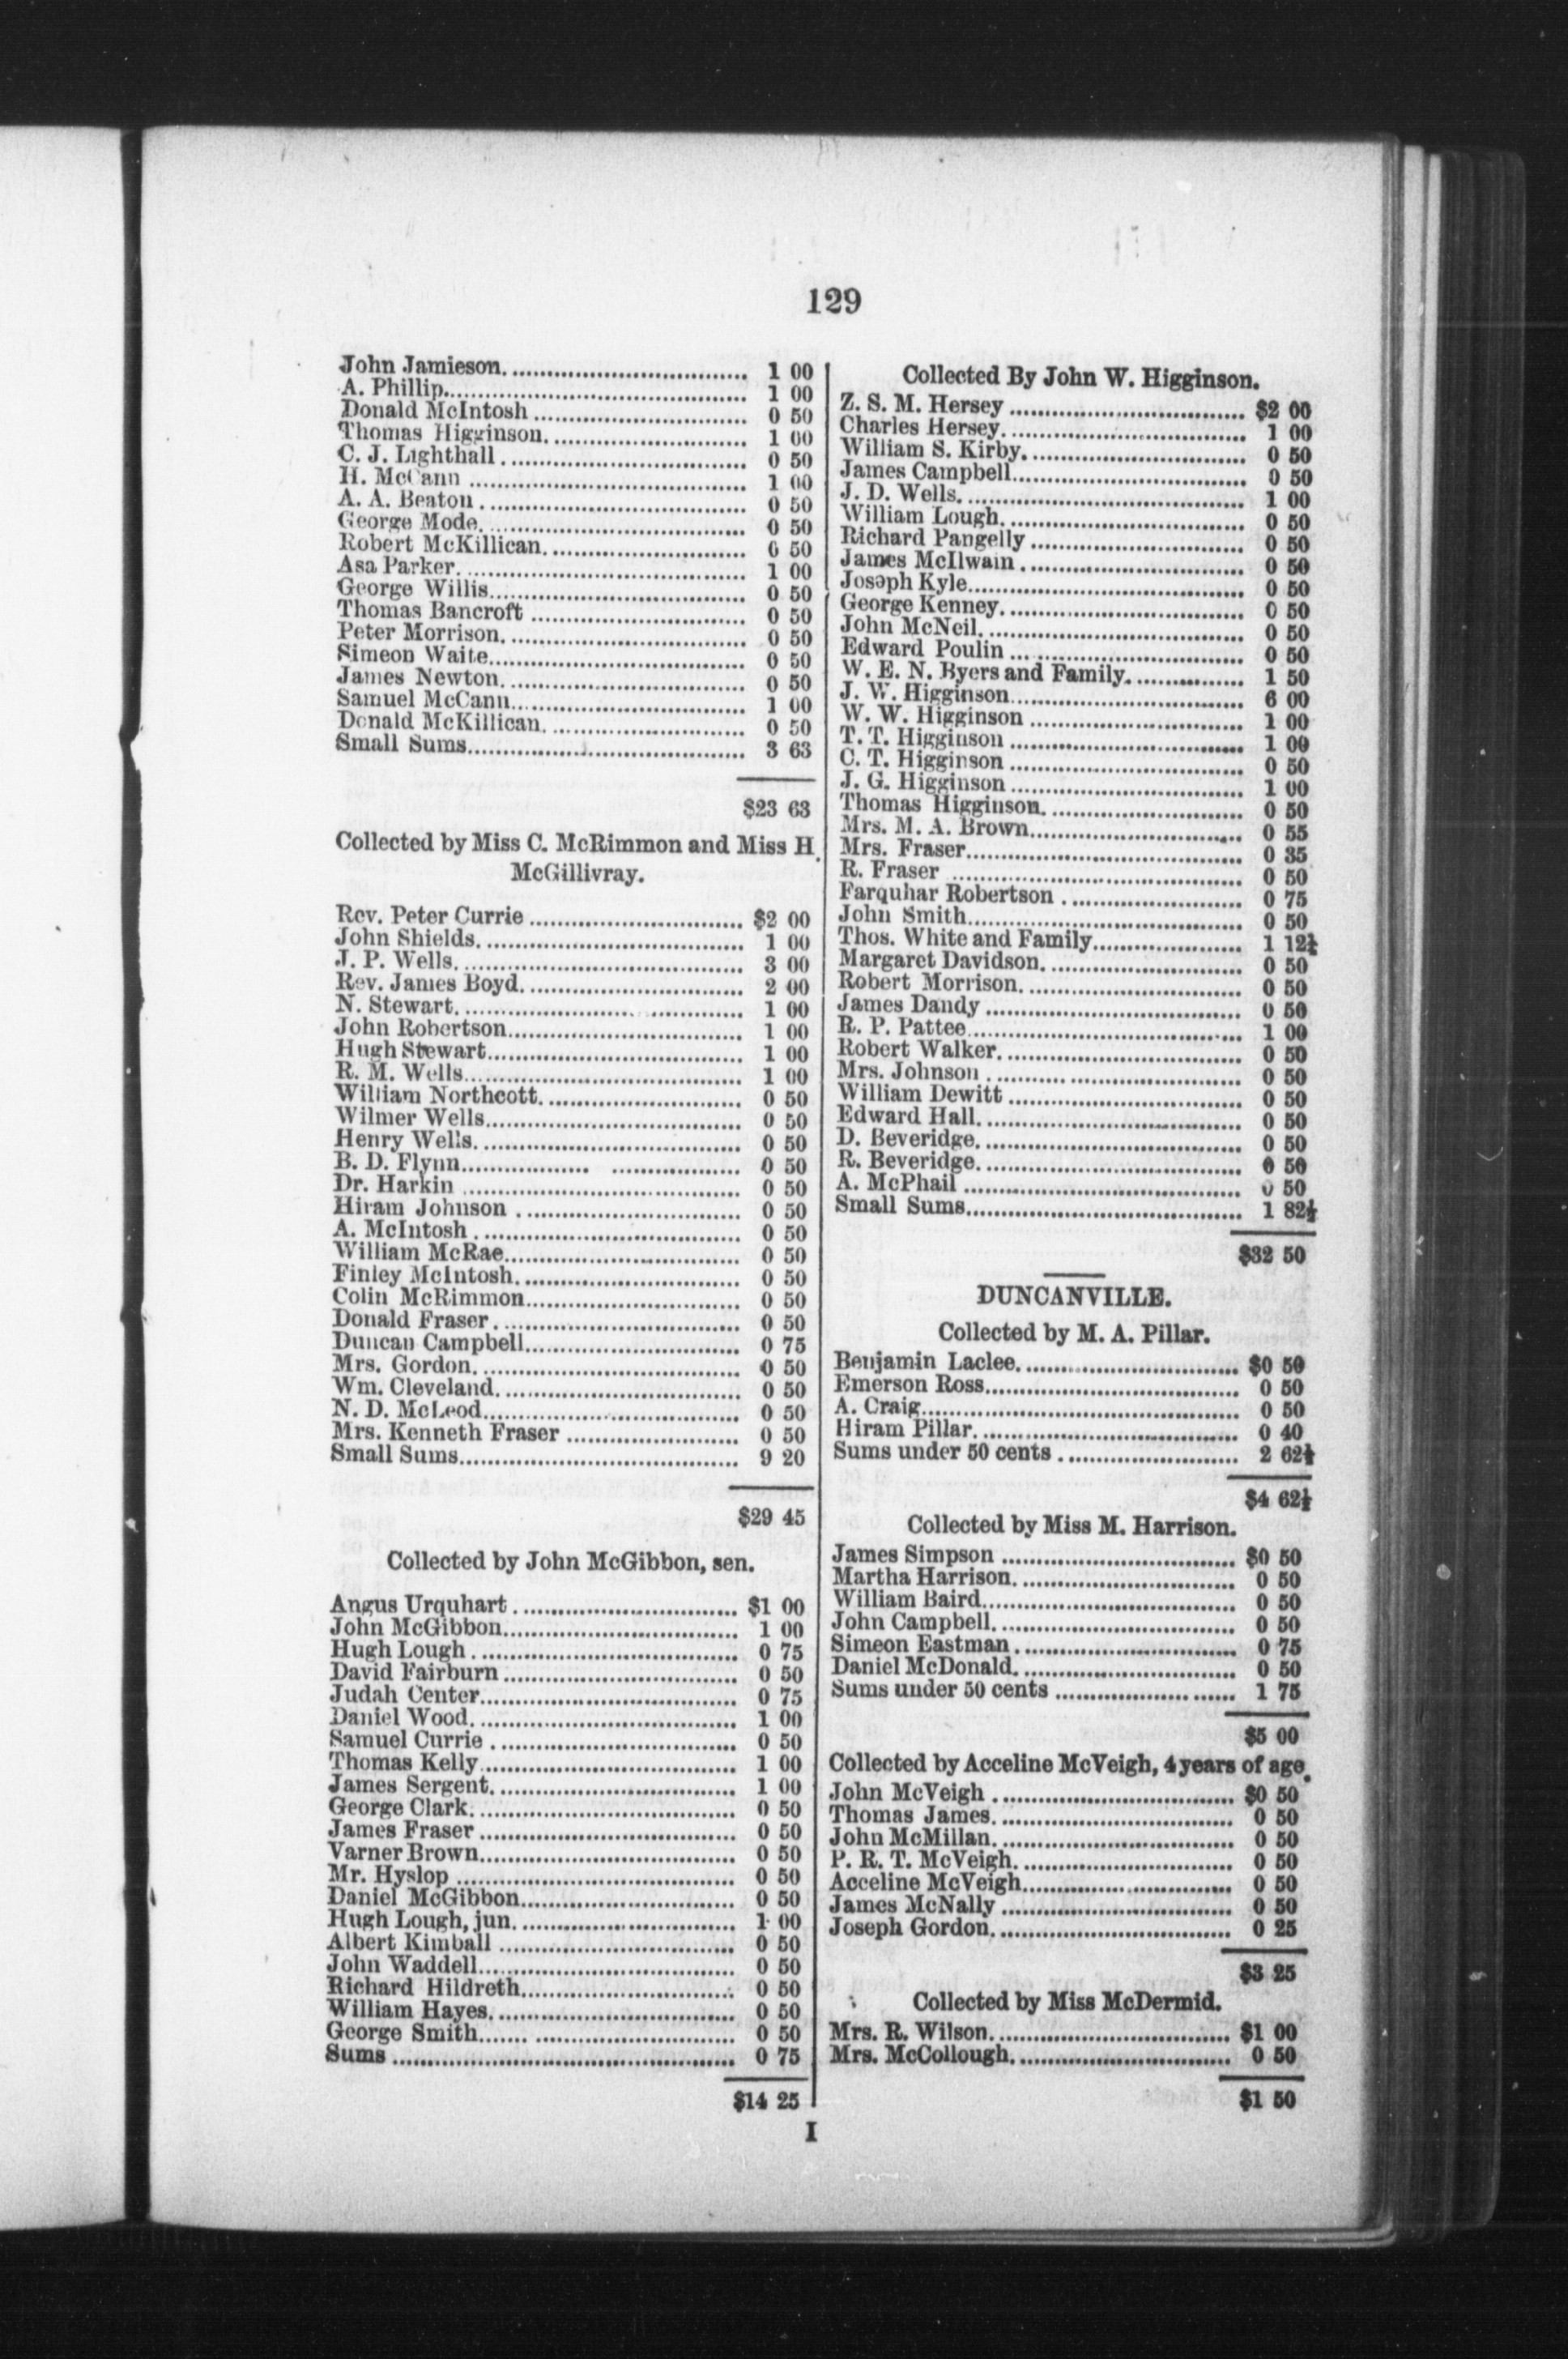 129
John Jamieson. 1 00
A. Phillip. 1 00
Donald McIntosh 0 50
Thomas Higginson. 1 00
C. J. Lighthall. 0 50
H. McCann 1 00
A. A. Beaton. 0 50
George Mode. 0 50
Robert McKillican. 0 50
Asa Parker. 1 00
George Willis. 0 50
Thomas Bancroft 0 50
Peter Morrison. 0 50
Simeon Waite. 0 50
James Newton. 0 50
Samuel McCann. 1 00
Donald McKillican. 0 50
Small Sums. 3 63
$23 63
Collected by Miss C. McRimmon and Miss H.
McGillivray.
Rev. Peter Currie $2 00
John Shields. 1 00
J. P. Wells. 3 00
Rev. James Boyd. 2 00
N. Stewart. 1 00
John Robertson. 1 00
Hugh Stewart. 1 00
R. M. Wells. 1 00
William Northcott. 0 50
Wilmer Wells. 0 50
Henry Wells. 0 50
B. D. Flynn. 0 50
Dr. Harkin 0 50
Hiram Johnson. 0 50
A. McIntosh. 0 50
William McRae. 0 50
Finley McIntosh. 0 50
Colin McRimmon. 0 50
Donald Fraser. 0 50
Duncan Campbell. 0 75
Mrs. Gordon. 0 50
Wm. Cleveland. 0 50
N. D. McLeod. 0 50
Mrs. Kenneth Fraser 0 50
Small Sums. 9 20
$29 45
Collected by John McGibbon, sen.
Angus Urquhart. $1 00
John McGibbon. 1 00
Hugh Lough. 0 75
David Fairburn 0 50
Judah Center. 0 75
Daniel Wood. 1 00
Samuel Currie. 0 50
Thomas Kelly. 1 00
James Sergent. 1 00
George Clark. 0 50
James Fraser 0 50
Varner Brown. 0 50
Mr. Hyslop 0 50
Daniel McGibbon. 0 50
Hugh Lough, jun. 1 00
Albert Kimball 0 50
John Waddell. 0 50
Richard Hildreth. 0 50
William Hayes. 0 50
George Smith. 0 50
Sums 0 75
$14 25
Collected By John W. Higginson.
Z. S. M. Hersey $2 00
Charles Hersey. 1 00
William S. Kirby. 0 50
James Campbell. 0 50
J. D. Wells. 1 00
William Lough. 0 50
Richard Pangelly 0 50
James McIlwain. 0 50
Joseph Kyle. 0 50
George Kenney. 0 50
John McNeil. 0 50
Edward Poulin 0 50
W. E. N. Byers and Family. 1 50
J. W. Higginson. 6 00
W. W. Higginson 1 00
T. T. Higginson 1 00
C. T. Higginson 0 50
J. G. Higginson 1 00
Thomas Higginson. 0 50
Mrs. M. A. Brown. 0 55
Mrs. Fraser. 0 35
R. Fraser 0 50
Farquhar Robertson. 0 75
John Smith. 0 50
Thos. White and Family. 1 12½
Margaret Davidson. 0 50
Robert Morrison. 0 50
James Dandy 0 50
R. P. Pattee. 1 00
Robert Walker. 0 50
Mrs. Johnson. 0 50
William Dewitt 0 50
Edward Hall. 0 50
D. Beveridge. 0 50
R. Beveridge. 0 50
A. McPhail 0 50
Small Sums. 1 82½
$32 50
DUNCANVILLE.
Collected by M. A. Pillar.
Benjamin Laclee. $0 50
Emerson Ross. 0 50
A. Craig. 0 50
Hiram Pillar. 0 40
Sums under 50 cents. 2 62½
$4 62½
Collected by Miss M. Harrison.
James Simpson $0 50
Martha Harrison. 0 50
William Baird. 0 50
John Campbell. 0 50
Simeon Eastman. 0 75
Daniel McDonald. 0 50
Sums under 50 cents 1 75
$5 00
Collected by Acceline McVeigh, 4 years of age.
John McVeigh. $0 50
Thomas James. 0 50
John McMillan. 0 50
P. R. T. McVeigh. 0 50
Acceline McVeigh. 0 50
James McNally 0 50
Joseph Gordon. 0 25
$3 25
Collected by Miss McDermid.
Mrs. R. Wilson. $1 00
Mrs. McCollough. 0 50
$1 50
I